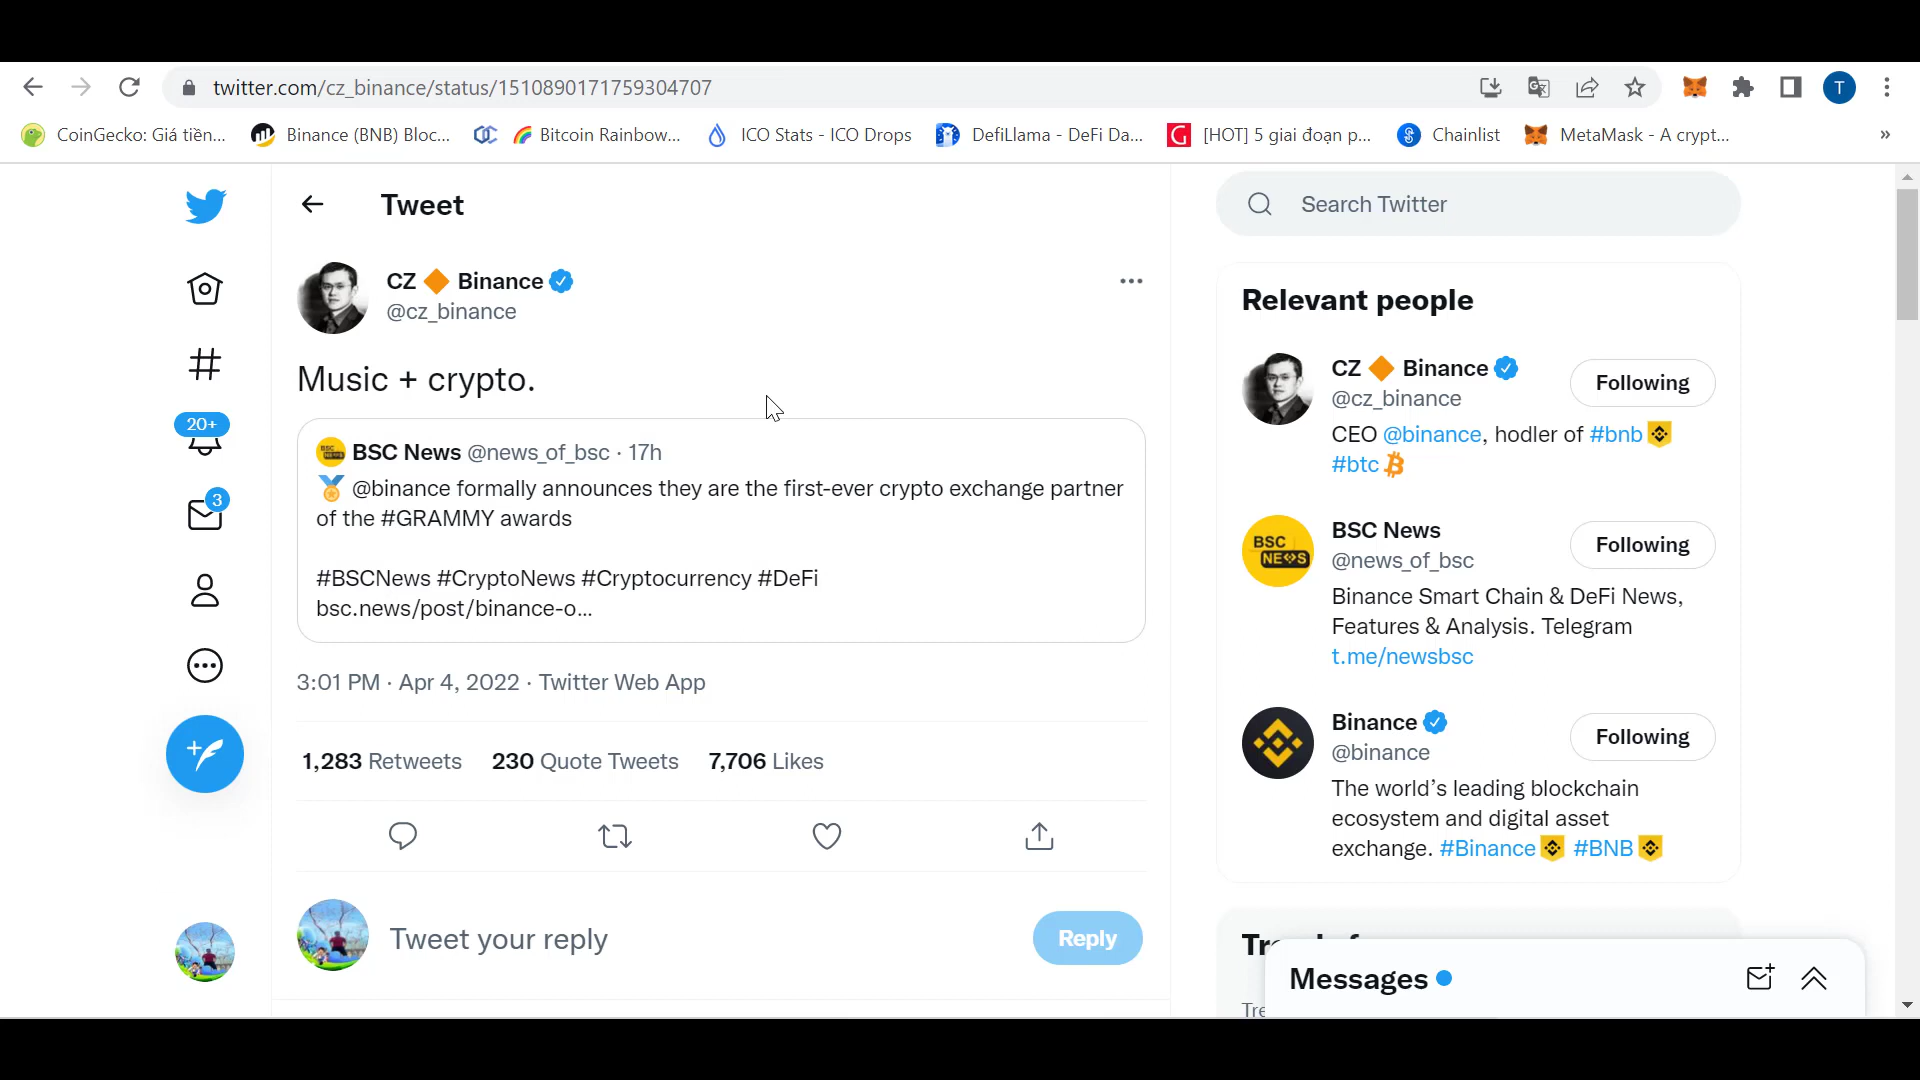 twitter.com/cz_binance/status/1510890171759304707
T
CoinGecko: Giá tiền...
Binance (BNB) Bloc...
Bitcoin Rainbow...
ICO Stats - ICO Drops
DefiLlama - DeFi Da...
[HOT] 5 giai đoạn p...
Chainlist
MetaMask - A crypt...
»
Tweet
Search Twitter
CZ 🔶 Binance
@cz_binance
Music + crypto.
BSC News @news_of_bsc · 17h
🏅 @binance formally announces they are the first-ever crypto exchange partner
of the #GRAMMY awards
#BSCNews #CryptoNews #Cryptocurrency #DeFi
bsc.news/post/binance-o...
3:01 PM · Apr 4, 2022 · Twitter Web App
1,283 Retweets 230 Quote Tweets 7,706 Likes
Tweet your reply
Reply
20+
3
Relevant people
CZ 🔶 Binance
@cz_binance
Following
CEO @binance, hodler of #bnb
#btc
BSC NEWS
BSC News
@news_of_bsc
Following
Binance Smart Chain & DeFi News,
Features & Analysis. Telegram
t.me/newsbsc
Binance
@binance
Following
The world's leading blockchain
ecosystem and digital asset
exchange. #Binance #BNB
Messages